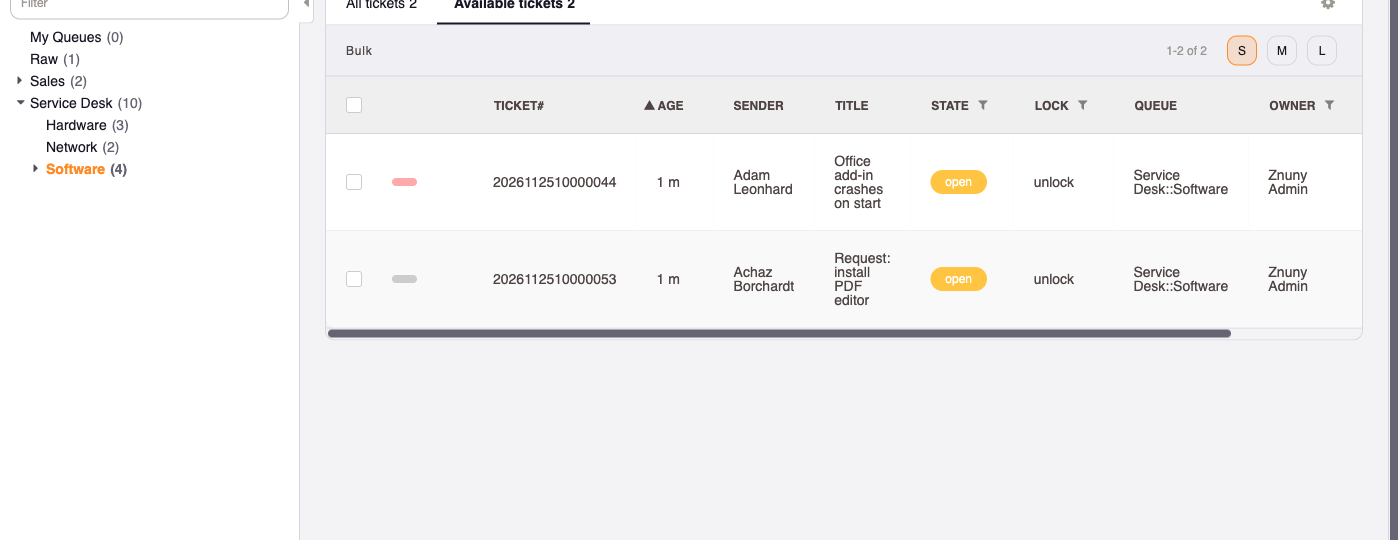 Filter
All tickets 2 Available tickets 2
My Queues (0)
Raw (1)
Sales (2)
Service Desk (10)
Hardware (3)
Network (2)
Software (4)
Bulk 1-2 of 2 S M L
TICKET# ▲AGE SENDER TITLE STATE LOCK QUEUE OWNER
2026112510000044 1 m
Adam
Leonhard
Office
add-in
crashes
on start
open unlock
Service
Desk::Software
Znuny
Admin
2026112510000053 1 m
Achaz
Borchardt
Request:
install
PDF
editor
open unlock
Service
Desk::Software
Znuny
Admin